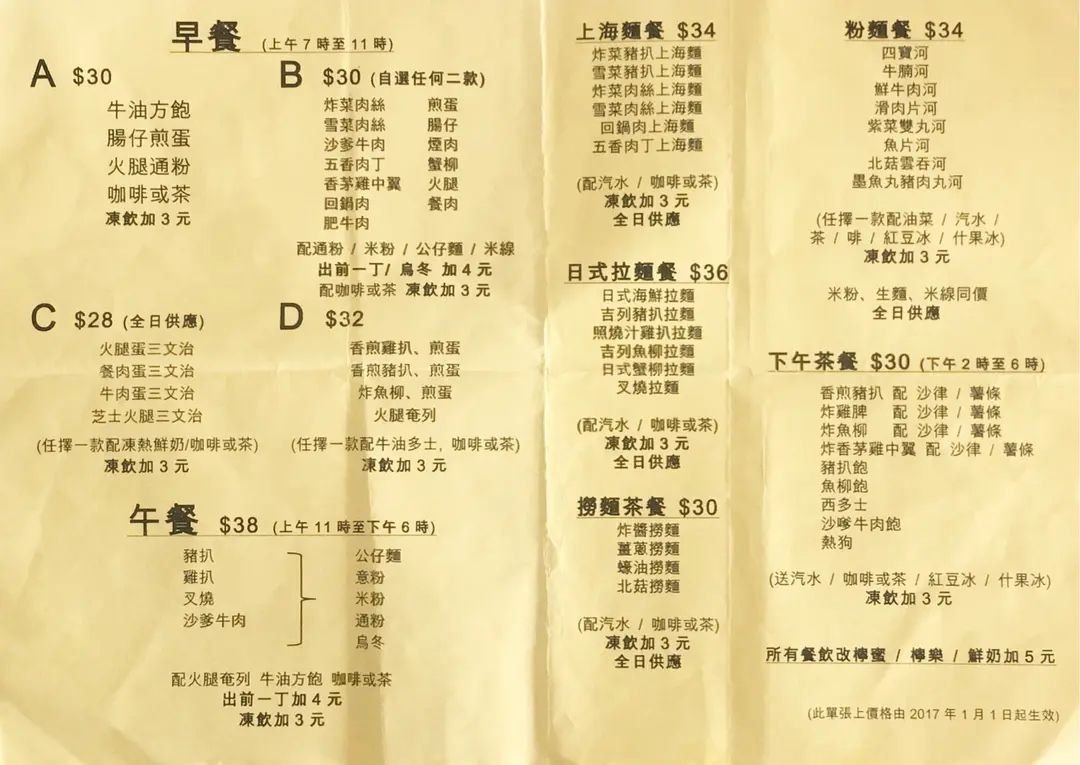 早餐 (上午 7 時至 11 時)
A $30
牛油方飽
腸仔煎蛋
火腿通粉
咖啡或茶
凍飲加 3 元
B $30 (自選任何二款)
炸菜肉絲 煎蛋
雪菜肉絲 腸仔
沙爹牛肉 煙肉
五香肉丁 蟹柳
香茅雞中翼 火腿
回鍋肉 餐肉
肥牛肉
配通粉 / 米粉 / 公仔麵 / 米線
出前一丁/ 烏冬 加 4 元
配咖啡或茶 凍飲加 3 元
C $28 (全日供應)
火腿蛋三文治
餐肉蛋三文治
牛肉蛋三文治
芝士火腿三文治
(任擇一款配凍熱鮮奶/咖啡或茶)
凍飲加 3 元
D $32
香煎雞扒、煎蛋
香煎豬扒、煎蛋
炸魚柳、煎蛋
火腿奄列
(任擇一款配牛油多士, 咖啡或茶)
凍飲加 3 元
午餐 $38 (上午 11 時至下午 6 時)
豬扒 公仔麵
雞扒 意粉
叉燒 米粉
沙爹牛肉 通粉
烏冬
配火腿奄列 牛油方飽 咖啡或茶
出前一丁加 4 元
凍飲加 3 元
上海麵餐 $34
炸菜豬扒上海麵
雪菜豬扒上海麵
炸菜肉絲上海麵
雪菜肉絲上海麵
回鍋肉上海麵
五香肉丁上海麵
(配汽水 / 咖啡或茶)
凍飲加 3 元
全日供應
日式拉麵餐 $36
日式海鮮拉麵
吉列豬扒拉麵
照燒汁雞扒拉麵
吉列魚柳拉麵
日式蟹柳拉麵
叉燒拉麵
(配汽水 / 咖啡或茶)
凍飲加 3 元
全日供應
撈麵茶餐 $30
炸醬撈麵
薑蔥撈麵
蠔油撈麵
北菇撈麵
(配汽水 / 咖啡或茶)
凍飲加 3 元
全日供應
粉麵餐 $34
四寶河
牛腩河
鮮牛肉河
滑肉片河
紫菜雙丸河
魚片河
北菇雲吞河
墨魚丸豬肉丸河
(任擇一款配油菜 / 汽水 /
茶 / 啡 / 紅豆冰 / 什果冰)
凍飲加 3 元
米粉、生麵、米線同價
全日供應
下午茶餐 $30 (下午 2 時至 6 時)
香煎豬扒 配 沙律 / 薯條
炸雞脾 配 沙律 / 薯條
炸魚柳 配 沙律 / 薯條
炸香茅雞中翼 配 沙律 / 薯條
豬扒飽
魚柳飽
西多士
沙爹牛肉飽
熱狗
(送汽水 / 咖啡或茶 / 紅豆冰 / 什果冰)
凍飲加 3 元
所有餐飲改檸蜜 / 檸樂 / 鮮奶加 5 元
(此單張上價格由 2017 年 1 月 1 日起生效)